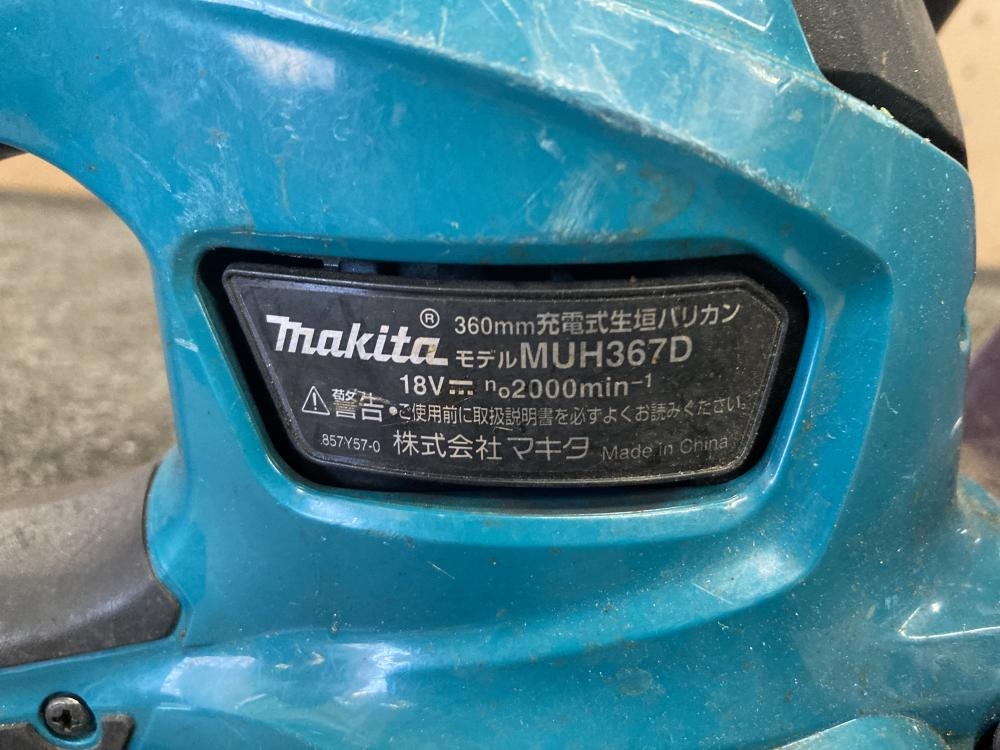 makita® 360mm充電式生垣バリカン
モデルMUH367D
18V⎓ n₀2000min⁻¹
⚠警告・ご使用前に取扱説明書を必ずよくお読みください。
857Y57-0 株式会社マキタ Made in China